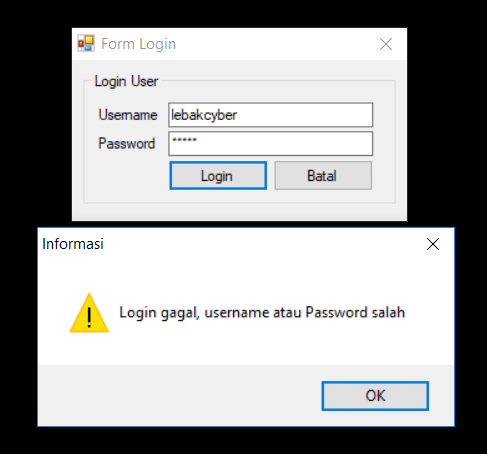 Form Login
Login User
Username lebakcyber
Password *****
Login Batal
Informasi
Login gagal, username atau Password salah
OK